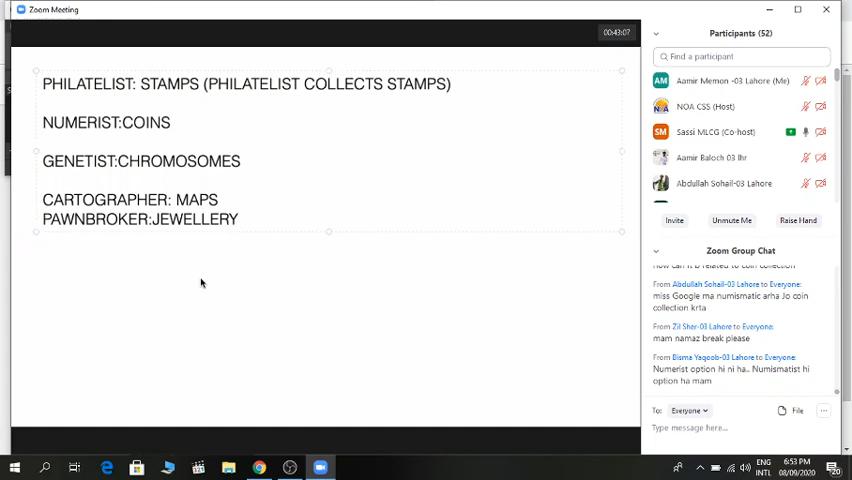 Zoom Meeting
00:43:07
PHILATELIST: STAMPS (PHILATELIST COLLECTS STAMPS)
NUMERIST:COINS
GENETIST:CHROMOSOMES
CARTOGRAPHER: MAPS
PAWNBROKER:JEWELLERY
Participants (52)
Find a participant
AM Aamir Memon -03 Lahore (Me)
NOA NOA CSS (Host)
SM Sassi MLCG (Co-host)
Aamir Baloch 03 lhr
Abdullah Sohail-03 Lahore
Invite
Unmute Me
Raise Hand
Zoom Group Chat
how can it b related to coin collection
From Abdullah Sohail-03 Lahore to Everyone:
miss Google ma numismatic arha Jo coin
collection krta
From Zil Sher-03 Lahore to Everyone:
mam namaz break please
From Bisma Yaqoob-03 Lahore to Everyone:
Numerist option hi ni ha.. Numismatist hi
option ha mam
To: Everyone
File
Type message here...
ENG
INTL
6:53 PM
08/09/2020
20